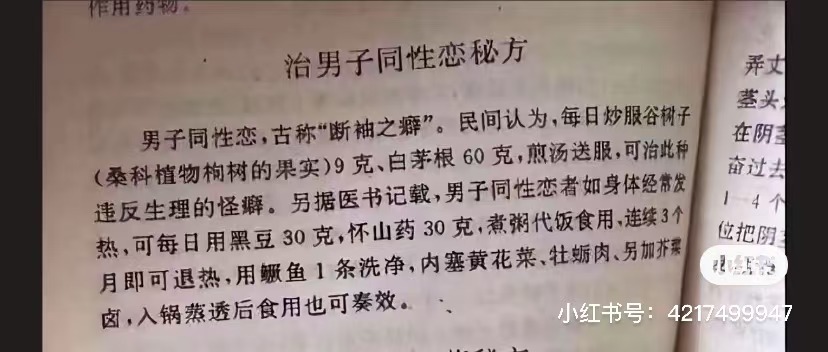 作用药物。
治男子同性恋秘方
男子同性恋，古称“断袖之癖”。民间认为，每日炒服谷树子
（桑科植物构树的果实）9克、白茅根60克，煎汤送服，可治此种
违反生理的怪癖。另据医书记载，男子同性恋者如身体经常发
热，可每日用黑豆30克，怀山药30克，煮粥代饭食用、连续3个
月即可退热，用鳜鱼1条洗净，内塞黄花菜、牡蛎肉、另加芥菜
卤，入锅蒸透后食用也可奏效。
弄丈
茎头
在阴茎
奋过去
1—4个
位把阴
小红书
小红书号：4217499947